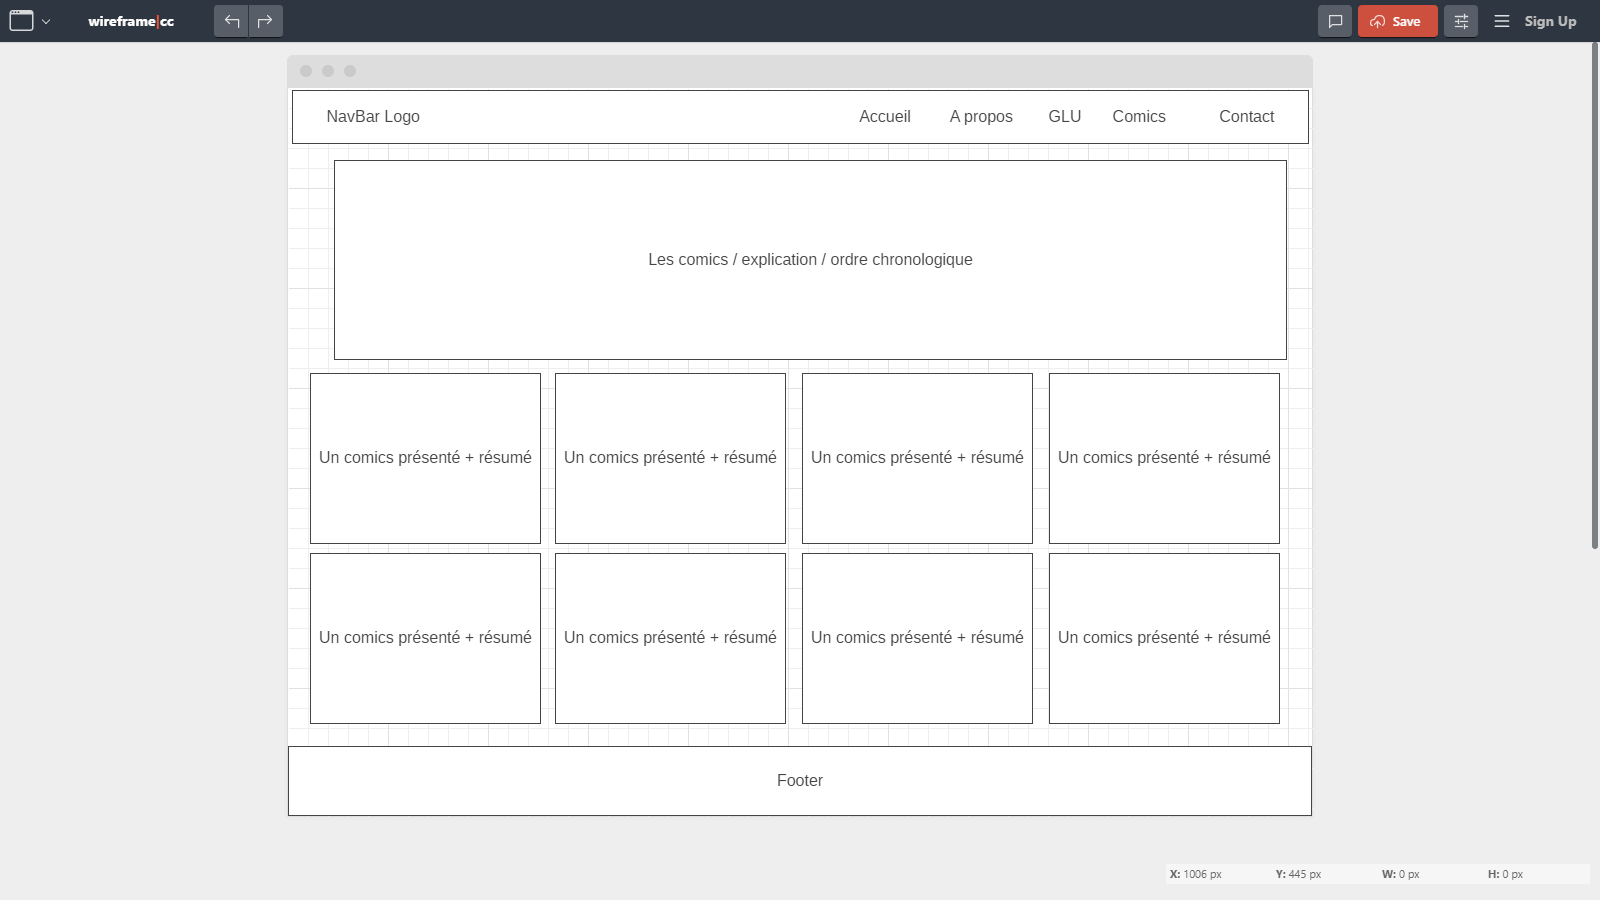 wireframe|cc
Save
Sign Up
NavBar Logo Accueil A propos GLU Comics Contact
Les comics / explication / ordre chronologique
Un comics présenté + résumé Un comics présenté + résumé Un comics présenté + résumé Un comics présenté + résumé
Un comics présenté + résumé Un comics présenté + résumé Un comics présenté + résumé Un comics présenté + résumé
Footer
X: 1006 px Y: 445 px W: 0 px H: 0 px